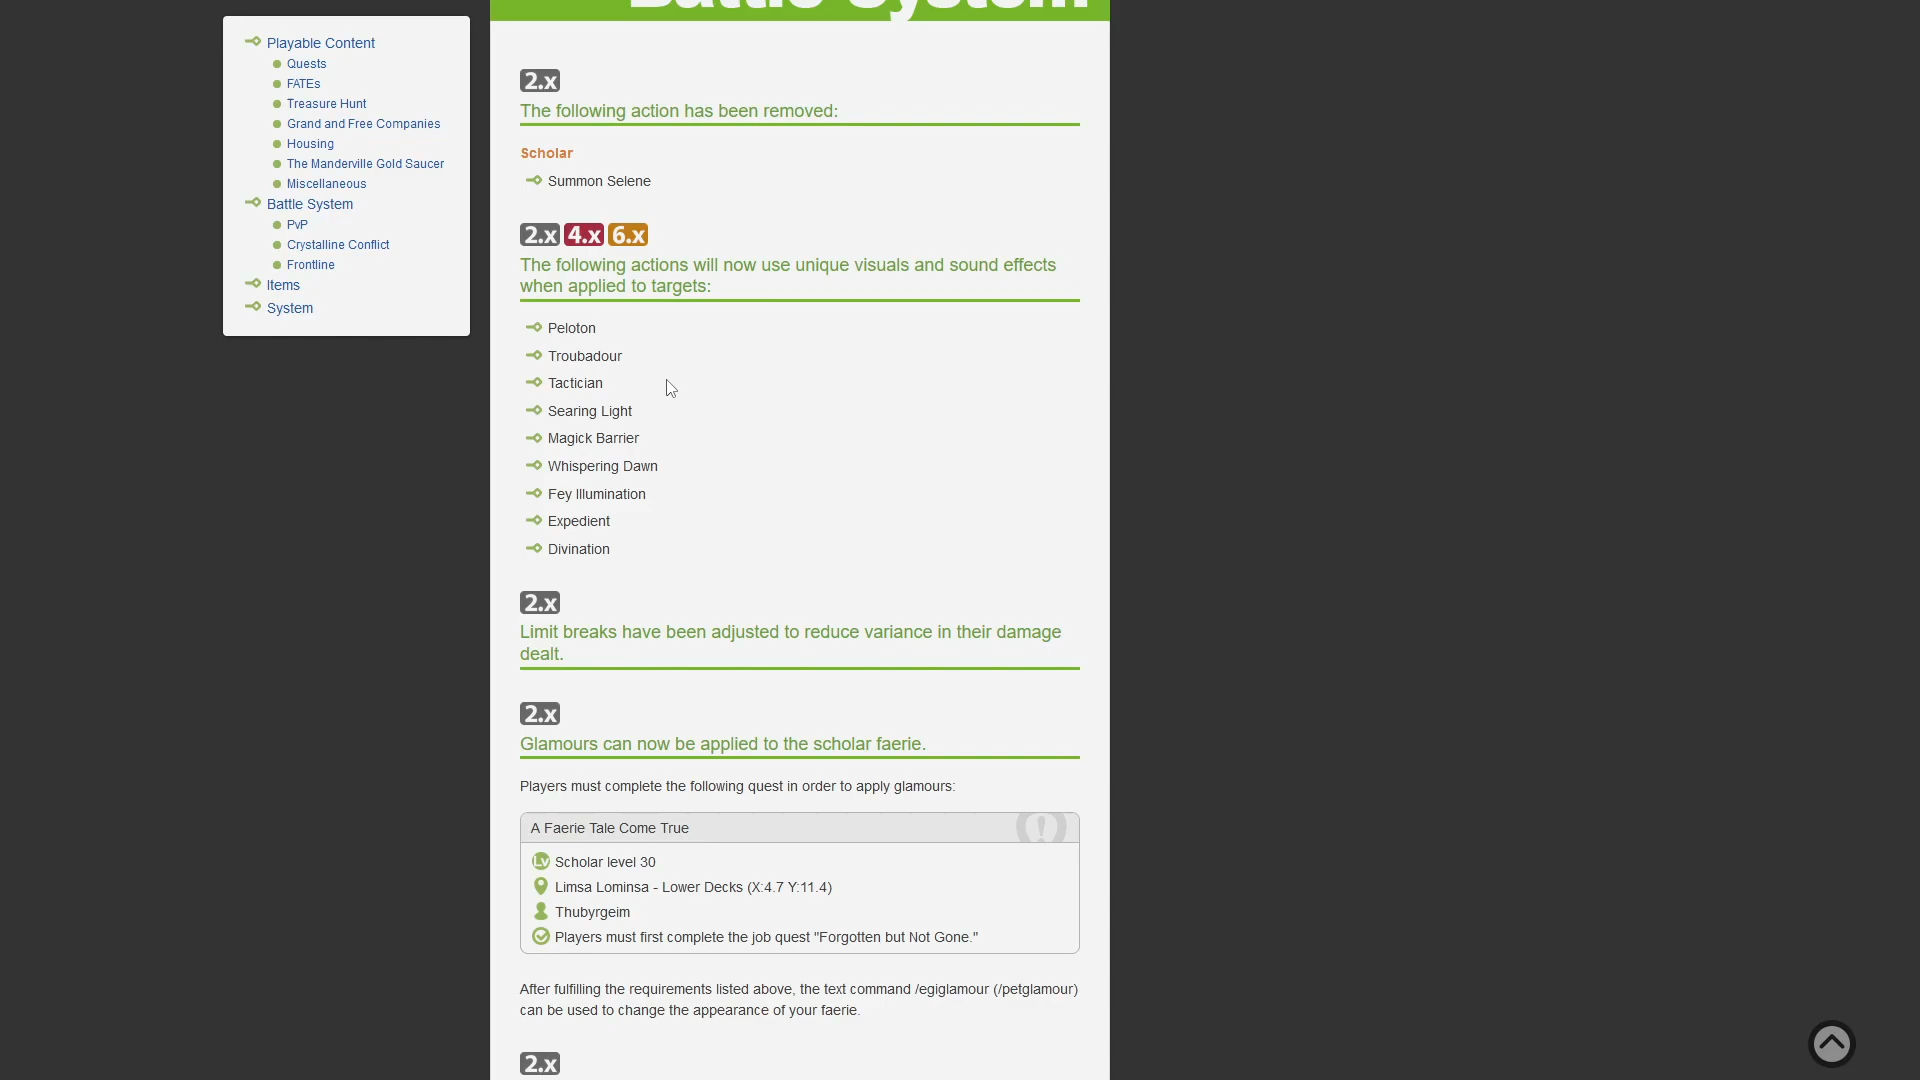 Playable Content
Quests
FATEs
Treasure Hunt
Grand and Free Companies
Housing
The Manderville Gold Saucer
Miscellaneous
Battle System
PvP
Crystalline Conflict
Frontline
Items
System
Battle System
2.x
The following action has been removed:
Scholar
Summon Selene
2.x 4.x 6.x
The following actions will now use unique visuals and sound effects
when applied to targets:
Peloton
Troubadour
Tactician
Searing Light
Magick Barrier
Whispering Dawn
Fey Illumination
Expedient
Divination
2.x
Limit breaks have been adjusted to reduce variance in their damage
dealt.
2.x
Glamours can now be applied to the scholar faerie.
Players must complete the following quest in order to apply glamours:
A Faerie Tale Come True
Lv Scholar level 30
Limsa Lominsa - Lower Decks (X:4.7 Y:11.4)
Thubyrgeim
Players must first complete the job quest "Forgotten but Not Gone."
After fulfilling the requirements listed above, the text command /egiglamour (/petglamour)
can be used to change the appearance of your faerie.
2.x